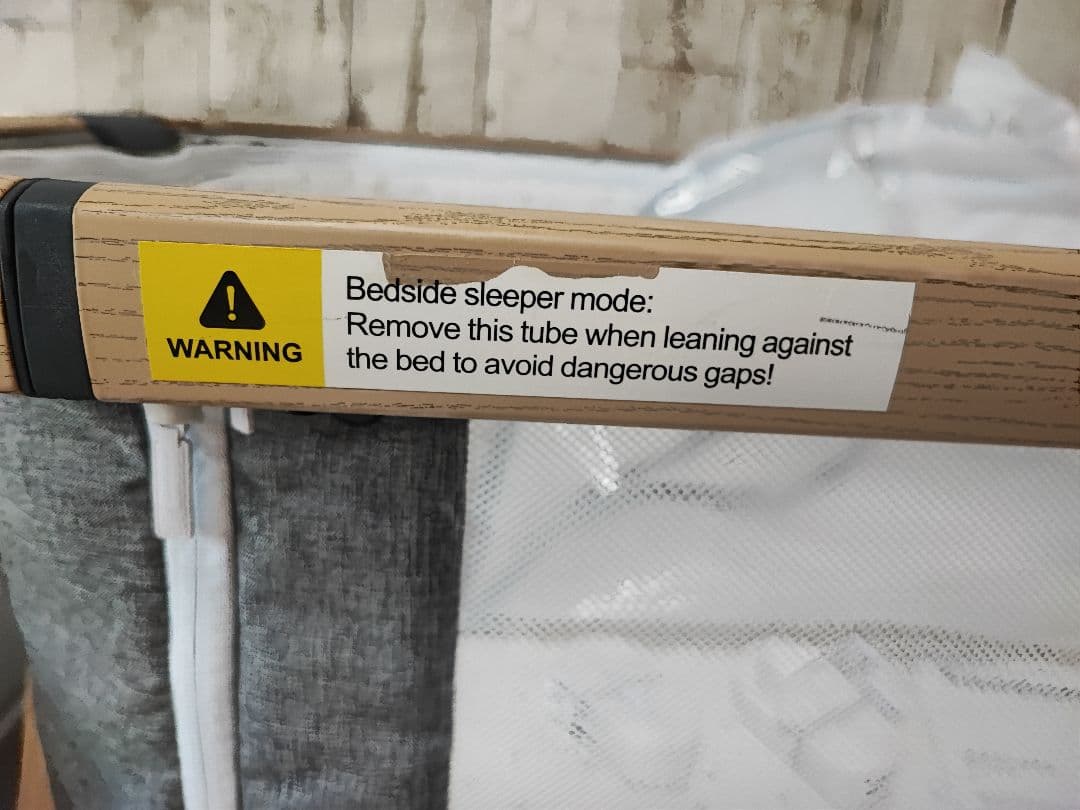 WARNING
Bedside sleeper mode:
Remove this tube when leaning against
the bed to avoid dangerous gaps!